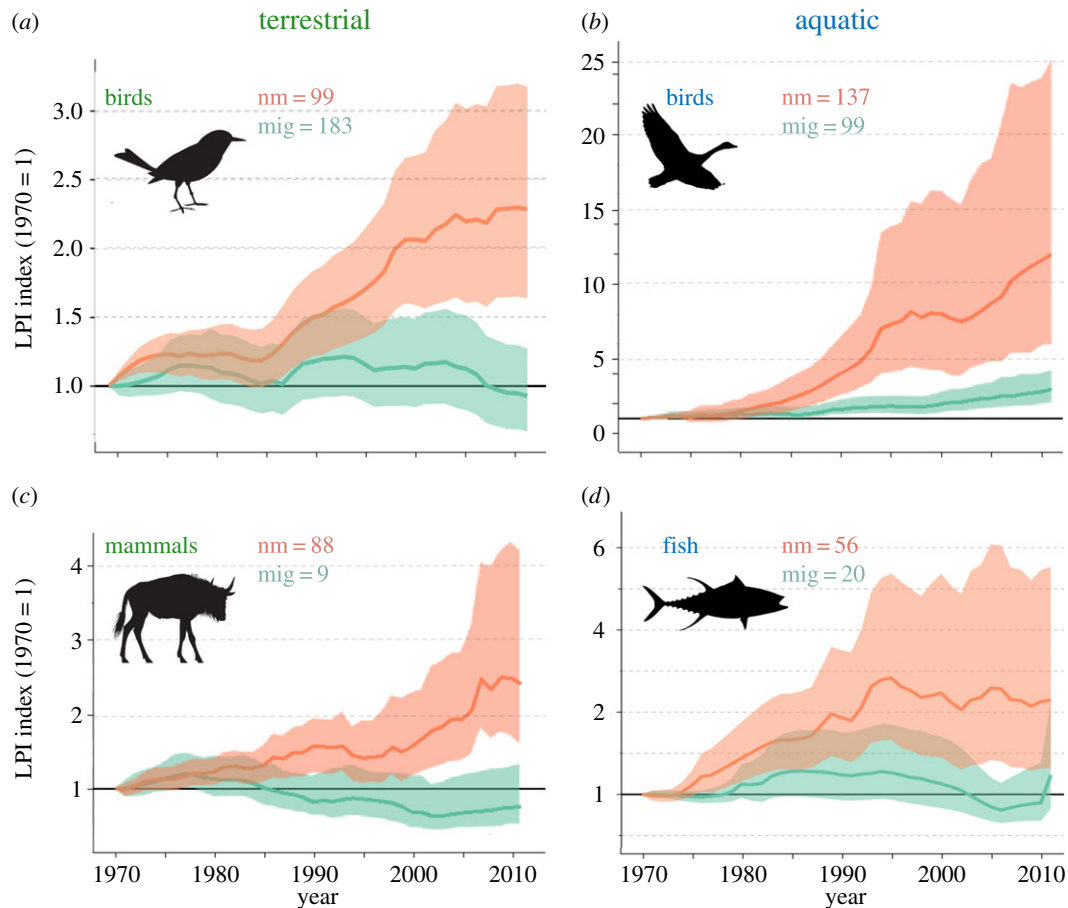 (a) terrestrial
(b) aquatic
birds nm = 99
mig = 183
3.0
2.5
2.0
1.5
1.0
LPI index (1970 = 1)
birds nm = 137
mig = 99
25
20
15
10
5
0
(c)
(d)
mammals nm = 88
mig = 9
4
3
2
1
LPI index (1970 = 1)
1970 1980 1990 2000 2010
year
fish nm = 56
mig = 20
6
4
2
1
1970 1980 1990 2000 2010
year